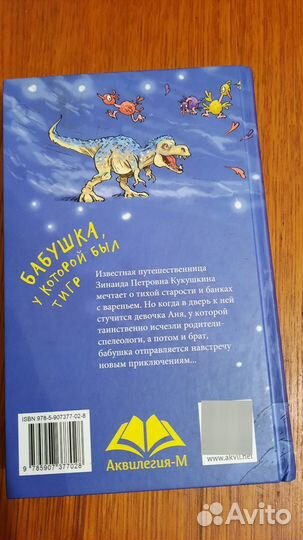 БАБУШКА,
У КОТОРОЙ БЫЛ
ТИГР
Известная путешественница
Зинаида Петровна Кукушкина
мечтает о тихой старости и банках
с вареньем. Но когда в дверь к ней
стучится девочка Аня, у которой
таинственно исчезли родители-
спелеологи, а потом и брат,
бабушка отправляется навстречу
новым приключениям...
ISBN 978-5-907377-02-8
9 785907 377028
Аквилегия-М
www.akvil.net
Avito